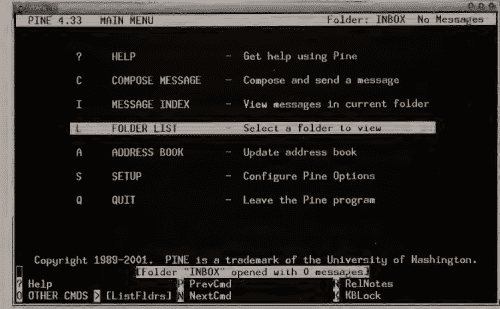 PINE 4.33 MAIN MENU Folder: INBOX No Messages
? HELP - Get help using Pine
C COMPOSE MESSAGE - Compose and send a message
I MESSAGE INDEX - View messages in current folder
L FOLDER LIST - Select a folder to view
A ADDRESS BOOK - Update address book
S SETUP - Configure Pine Options
Q QUIT - Leave the Pine program
Copyright 1989-2001. PINE is a trademark of the University of Washington.
[Folder "INBOX" opened with 0 messages]
? Help P PrevCmd R RelNotes
O OTHER CMDS > [ListFldrs] N NextCmd K KBLock